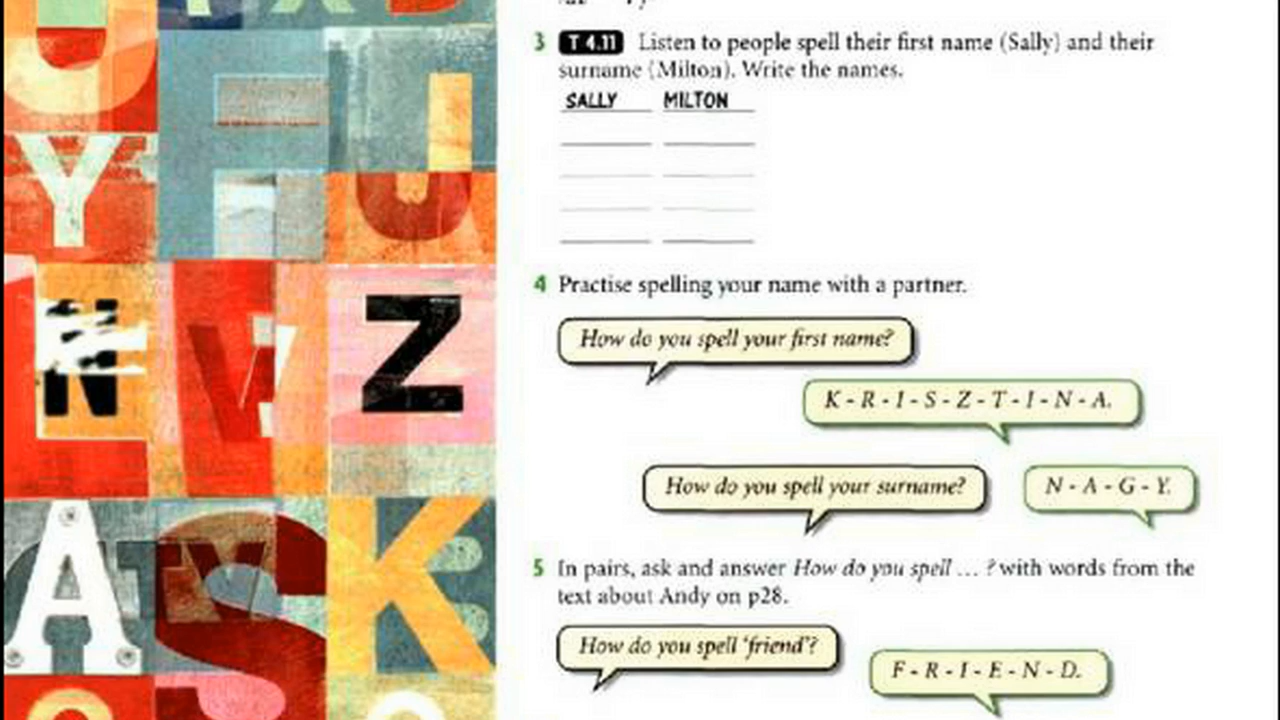 3 T 4.11 Listen to people spell their first name (Sally) and their
surname (Milton). Write the names.
SALLY MILTON
4 Practise spelling your name with a partner.
How do you spell your first name?
K - R - I - S - Z - T - I - N - A.
How do you spell your surname? N - A - G - Y.
5 In pairs, ask and answer How do you spell ... ? with words from the
text about Andy on p28.
How do you spell ‘friend’?
F - R - I - E - N - D.